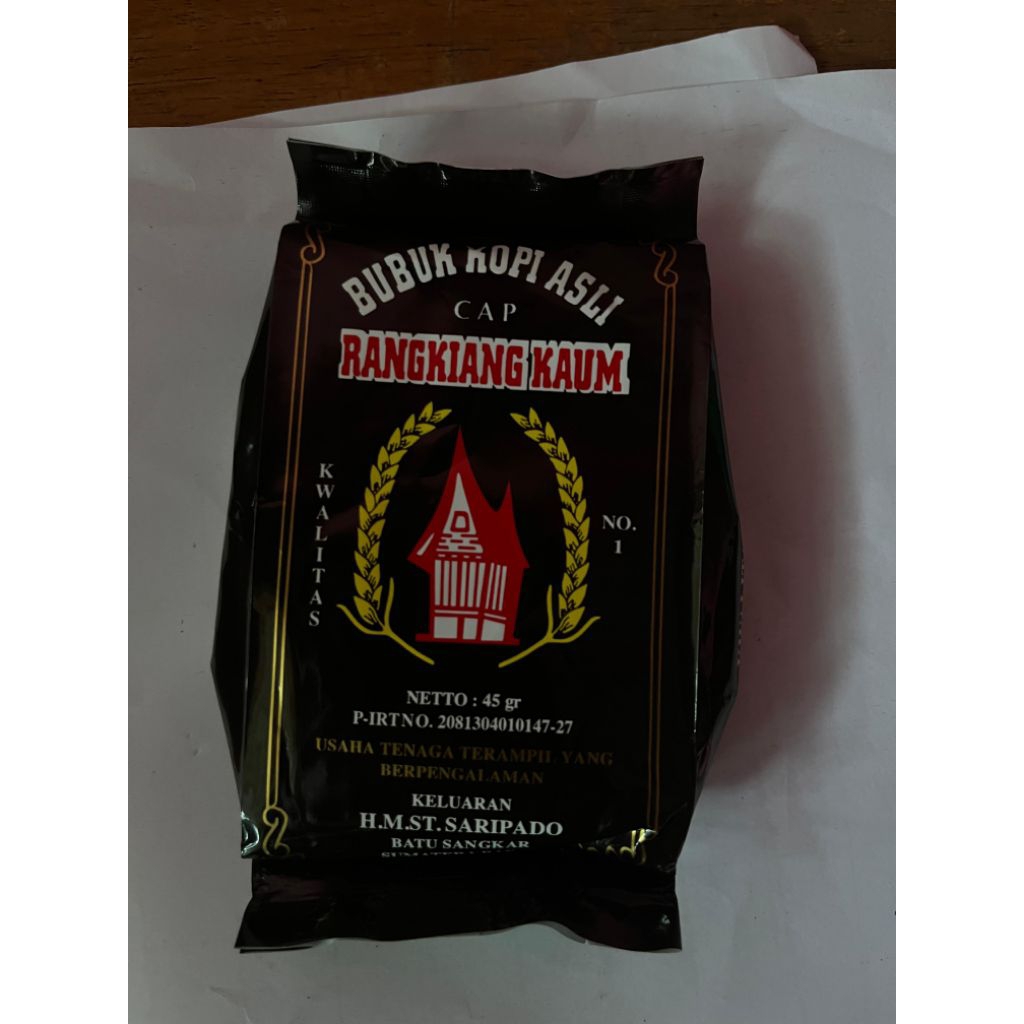 BUBUK KOPI ASLI
CAP
RANGKIANG KAUM
KWALITAS
NO.
1
NETTO : 45 gr
P-IRT NO. 2081304010147-27
USAHA TENAGA TERAMPIL YANG
BERPENGALAMAN
KELUARAN
H.M.ST. SARIPADO
BATU SANGKAR
SUMATERA